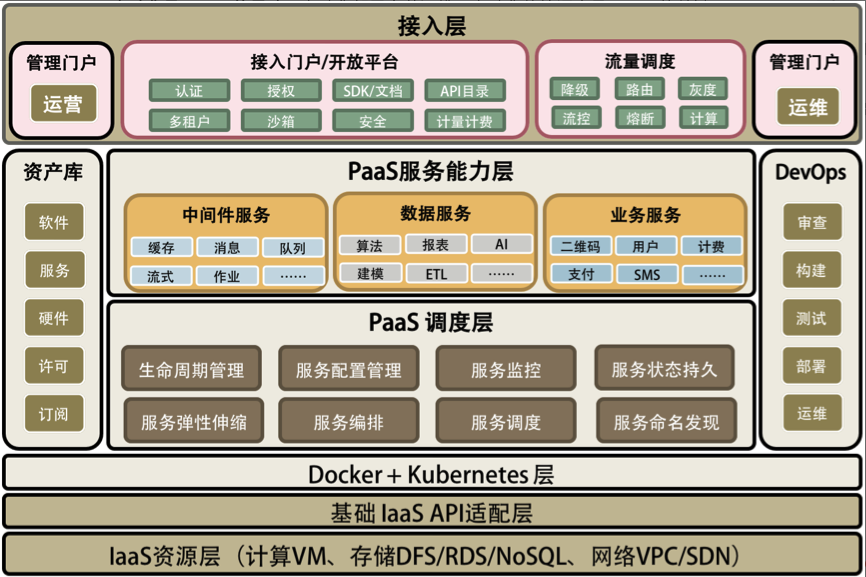 接入层
管理门户
运营
接入门户/开放平台
认证
授权
SDK/文档
API目录
多租户
沙箱
安全
计量计费
流量调度
降级
路由
灰度
流控
熔断
计算
管理门户
运维
资产库
软件
服务
硬件
许可
订阅
PaaS服务能力层
中间件服务
缓存
消息
队列
流式
作业
······
数据服务
算法
报表
AI
建模
ETL
······
业务服务
二维码
用户
计费
支付
SMS
······
PaaS 调度层
生命周期管理
服务配置管理
服务监控
服务状态持久
服务弹性伸缩
服务编排
服务调度
服务命名发现
DevOps
审查
构建
测试
部署
运维
Docker + Kubernetes 层
基础 IaaS API适配层
IaaS资源层（计算VM、存储DFS/RDS/NoSQL、网络VPC/SDN）